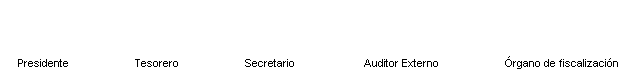 Presidente Tesorero Secretario Auditor Externo Órgano de fiscalización